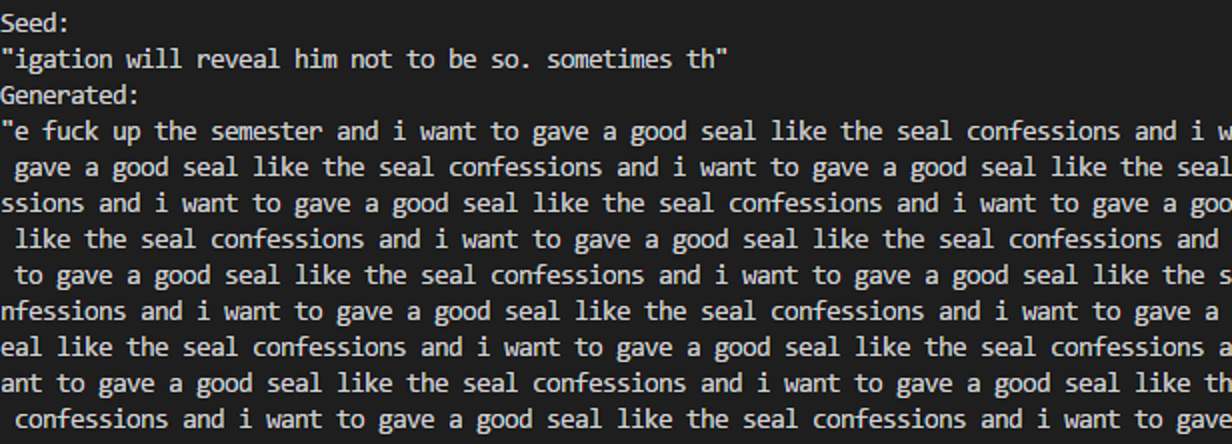 Seed:
"igation will reveal him not to be so. sometimes th"
Generated:
"e fuck up the semester and i want to gave a good seal like the seal confessions and i w
gave a good seal like the seal confessions and i want to gave a good seal like the seal
ssions and i want to gave a good seal like the seal confessions and i want to gave a goo
like the seal confessions and i want to gave a good seal like the seal confessions and
to gave a good seal like the seal confessions and i want to gave a good seal like the s
nfessions and i want to gave a good seal like the seal confessions and i want to gave a
eal like the seal confessions and i want to gave a good seal like the seal confessions a
ant to gave a good seal like the seal confessions and i want to gave a good seal like th
confessions and i want to gave a good seal like the seal confessions and i want to gave